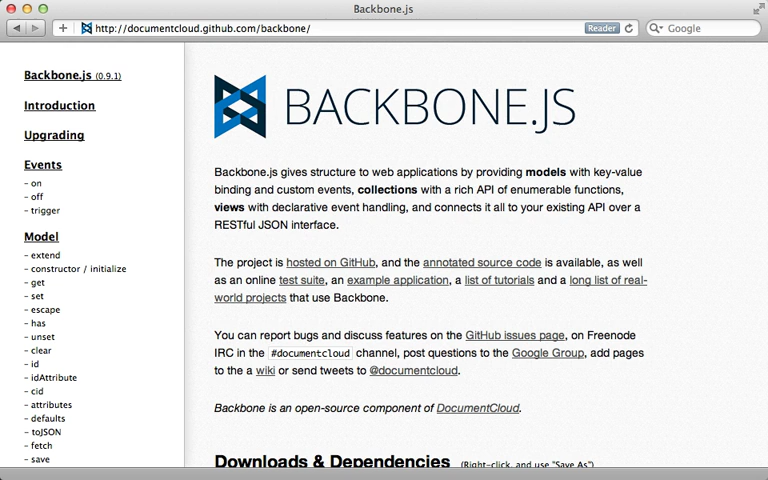 Backbone.js
http://documentcloud.github.com/backbone/
Reader
Google
Backbone.js (0.9.1)
Introduction
Upgrading
Events
- on
- off
- trigger
Model
- extend
- constructor / initialize
- get
- set
- escape
- has
- unset
- clear
- id
- idAttribute
- cid
- attributes
- defaults
- toJSON
- fetch
- save
BACKBONE.JS
Backbone.js gives structure to web applications by providing models with key-value
binding and custom events, collections with a rich API of enumerable functions,
views with declarative event handling, and connects it all to your existing API over a
RESTful JSON interface.
The project is hosted on GitHub, and the annotated source code is available, as well
as an online test suite, an example application, a list of tutorials and a long list of real-
world projects that use Backbone.
You can report bugs and discuss features on the GitHub issues page, on Freenode
IRC in the #documentcloud channel, post questions to the Google Group, add pages
to the a wiki or send tweets to @documentcloud.
Backbone is an open-source component of DocumentCloud.
Downloads & Dependencies (Right-click, and use "Save As")